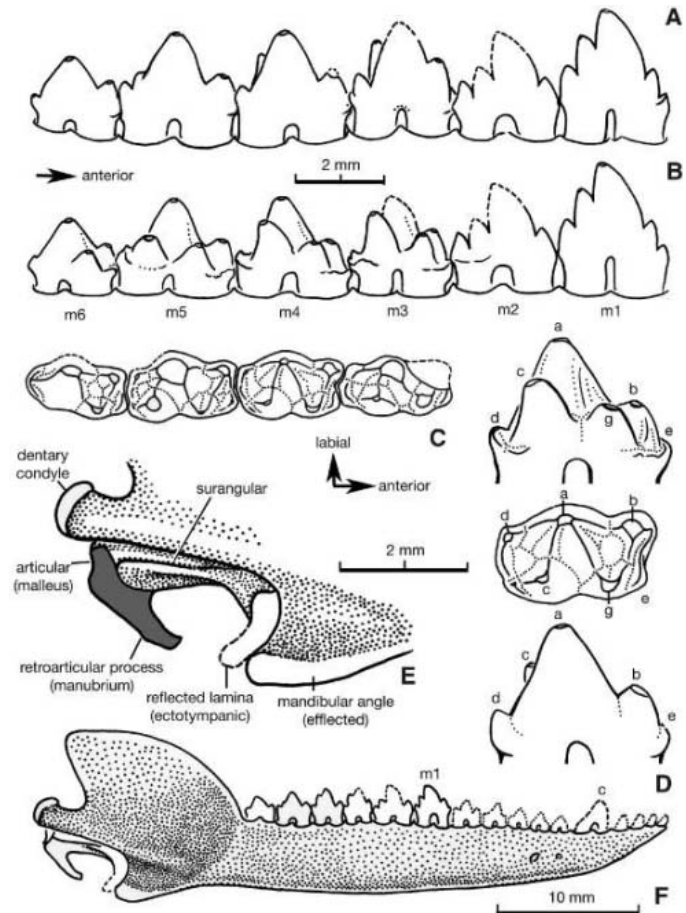 A
anterior
2 mm
B
m6 m5 m4 m3 m2 m1
a
c
b
g
d
e
C
labial
anterior
dentary
condyle
surangular
a
d
b
c
g
e
2 mm
articular
(malleus)
a
retroarticular process
(manubrium)
reflected lamina
(ectotympanic)
mandibular angle
(efflected)
E
c
b
d
e
D
m1
c
10 mm
F